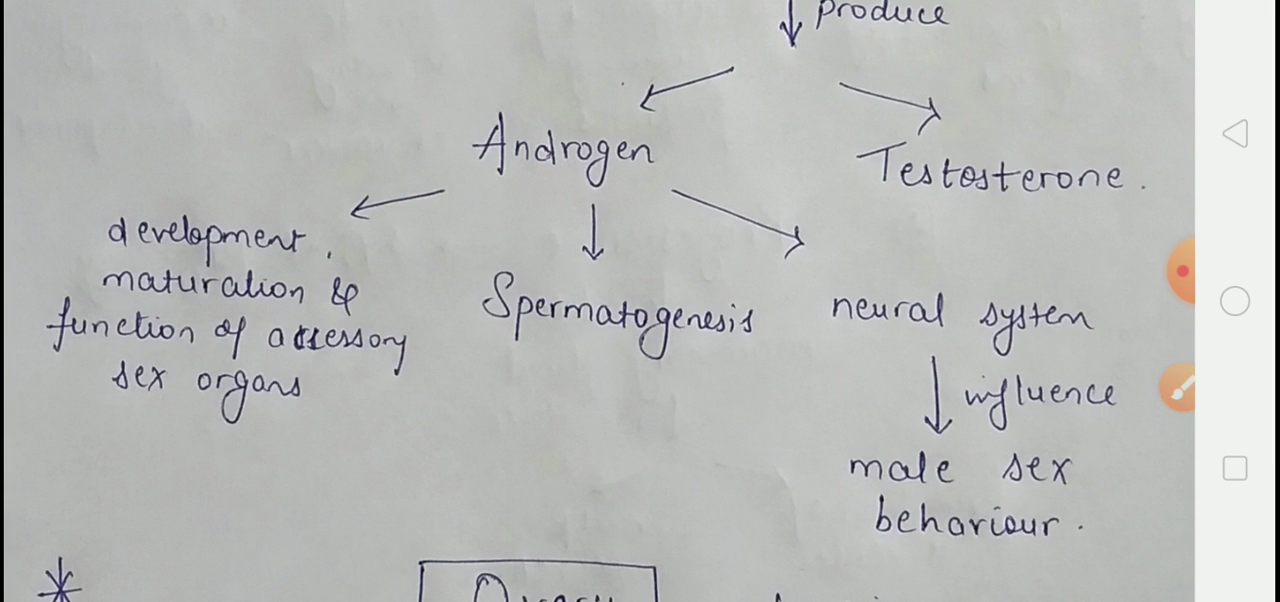 produce
Androgen
Testosterone.
development,
maturation &
function of accessory
sex organs
Spermatogenesis
neural system
influence
male sex
behaviour.